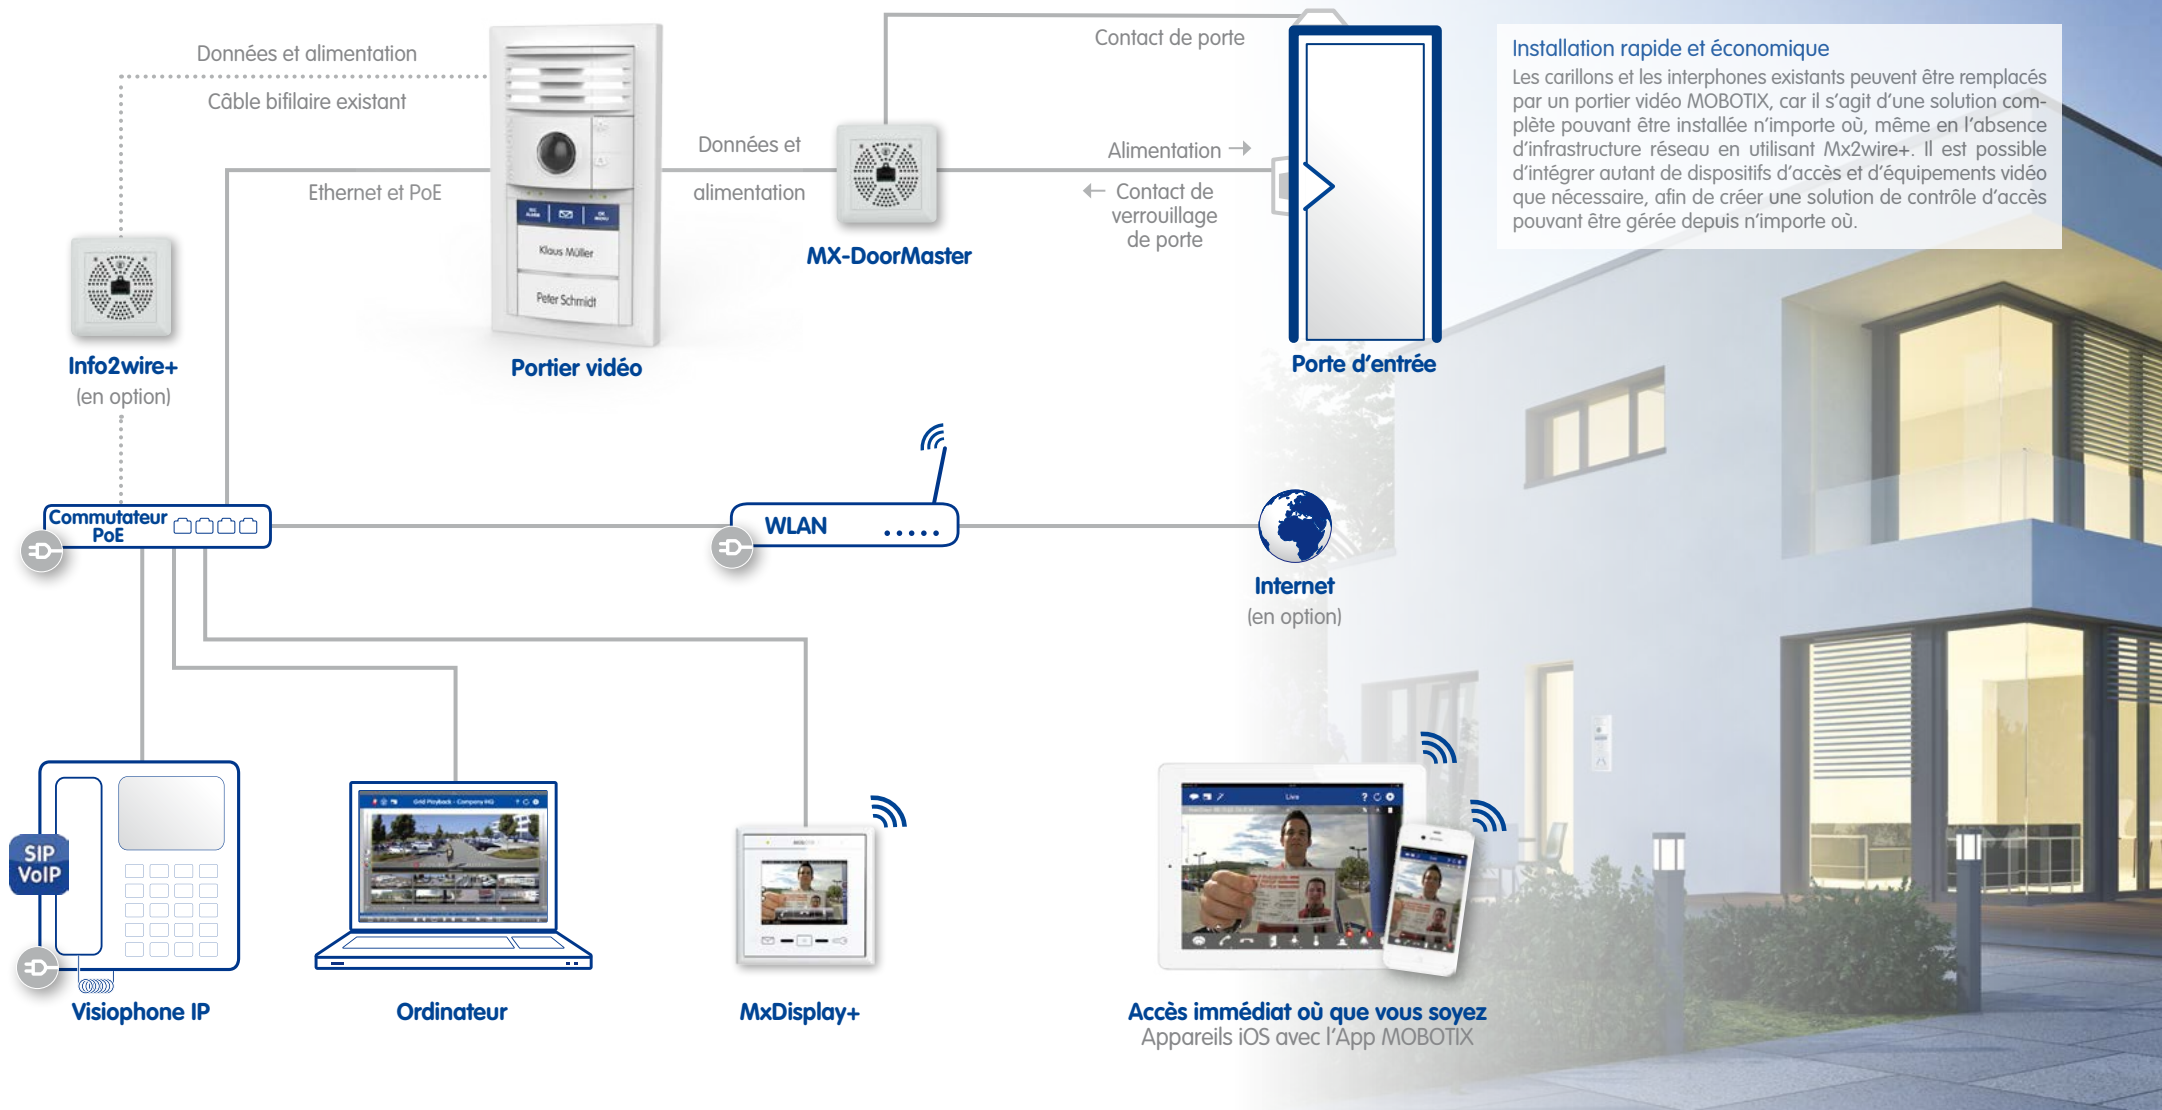 Données et alimentation
Câble bifilaire existant
Ethernet et PoE
Info2wire+
(en option)
Klaus Müller
Peter Schmidt
Portier vidéo
Données et
alimentation
MX-DoorMaster
Contact de porte
Alimentation →
← Contact de
verrouillage
de porte
Porte d'entrée
Installation rapide et économique
Les carillons et les interphones existants peuvent être remplacés
par un portier vidéo MOBOTIX, car il s'agit d'une solution com-
plète pouvant être installée n'importe où, même en l'absence
d'infrastructure réseau en utilisant Mx2wire+. Il est possible
d'intégrer autant de dispositifs d'accès et d'équipements vidéo
que nécessaire, afin de créer une solution de contrôle d'accès
pouvant être gérée depuis n'importe où.
Commutateur
PoE
WLAN
Internet
(en option)
SIP
VoIP
Visiophone IP
Grid Playback - Company HQ
Ordinateur
MxDisplay+
Live
Accès immédiat où que vous soyez
Appareils iOS avec l'App MOBOTIX